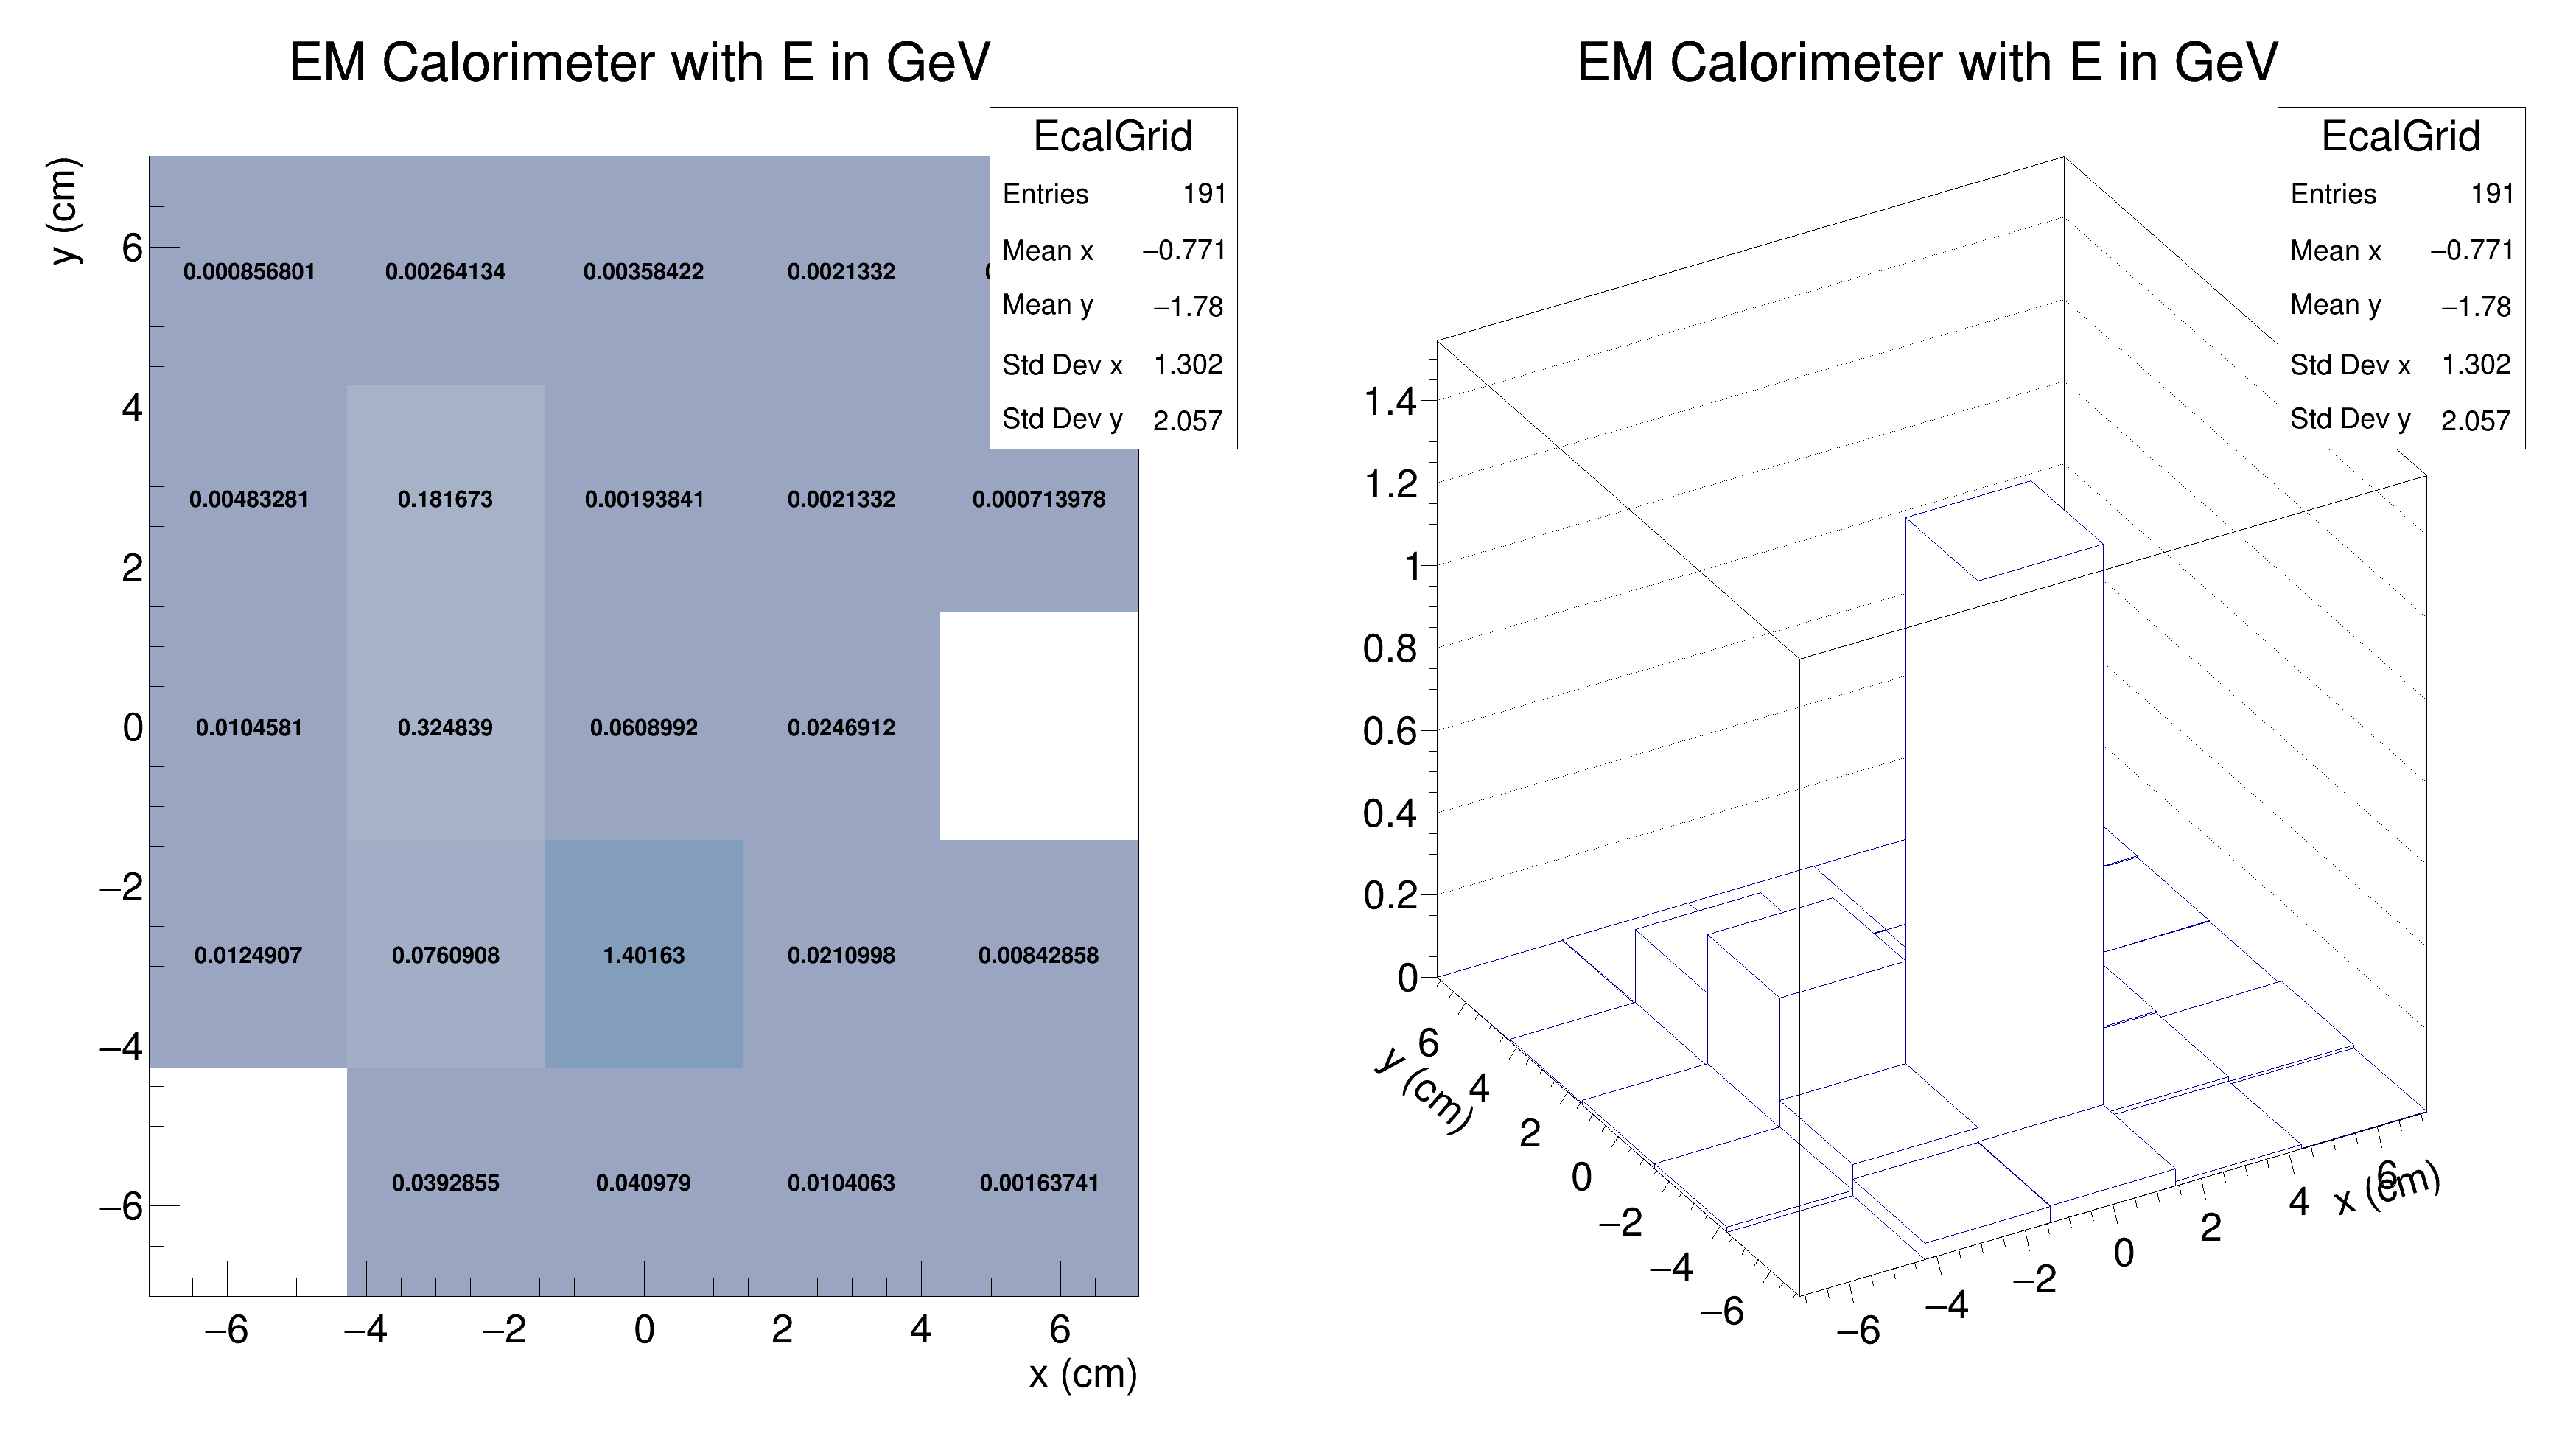 EM Calorimeter with E in GeV
EcalGrid
Entries 191
Mean x −0.771
Mean y −1.78
Std Dev x 1.302
Std Dev y 2.057
y (cm)
6
4
2
0
−2
−4
−6
0.000856801 0.00264134 0.00358422 0.0021332
0.00483281 0.181673 0.00193841 0.0021332 0.000713978
0.0104581 0.324839 0.0608992 0.0246912
0.0124907 0.0760908 1.40163 0.0210998 0.00842858
0.0392855 0.040979 0.0104063 0.00163741
−6 −4 −2 0 2 4 6
x (cm)
EM Calorimeter with E in GeV
EcalGrid
Entries 191
Mean x −0.771
Mean y −1.78
Std Dev x 1.302
Std Dev y 2.057
1.4
1.2
1
0.8
0.6
0.4
0.2
0
y (cm)
6
4
2
0
−2
−4
−6
−6
−4
−2
0
2
4
6
x (cm)